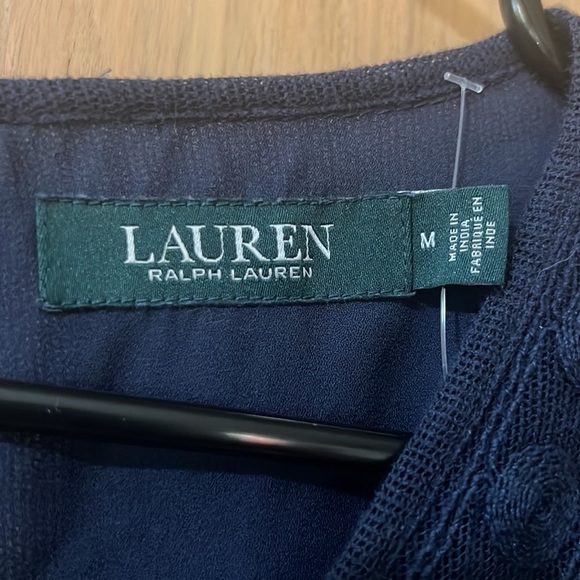 LAUREN
RALPH LAUREN
M
MADE IN
INDIA
FABRIQUÉ EN
INDE